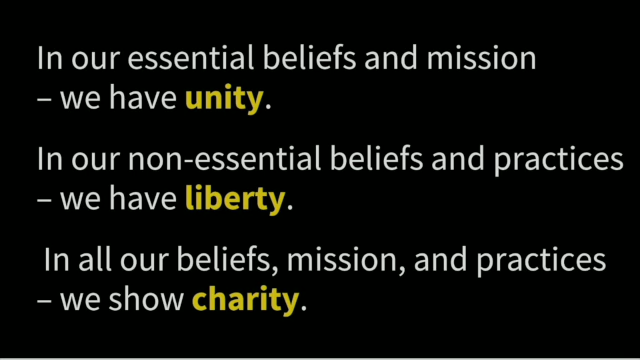 In our essential beliefs and mission
– we have unity.
In our non-essential beliefs and practices
– we have liberty.
In all our beliefs, mission, and practices
– we show charity.